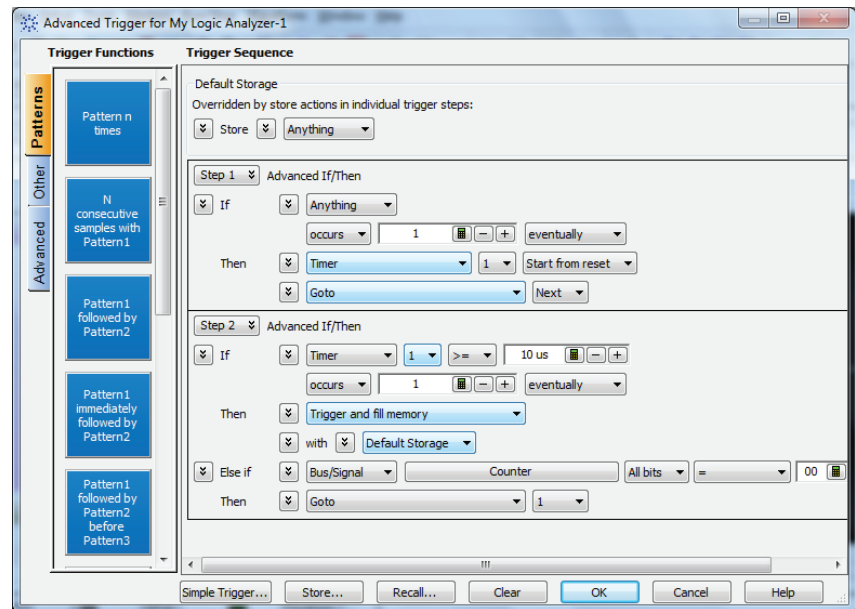 Advanced Trigger for My Logic Analyzer-1
Trigger Functions
Trigger Sequence
Patterns
Other
Advanced
Pattern n
times
N
consecutive
samples with
Pattern1
Pattern1
followed by
Pattern2
Pattern1
immediately
followed by
Pattern2
Pattern1
followed by
Pattern2
before
Pattern3
Default Storage
Overridden by store actions in individual trigger steps:
Store Anything
Step 1 Advanced If/Then
If Anything
occurs 1 eventually
Then Timer 1 Start from reset
Goto Next
Step 2 Advanced If/Then
If Timer 1 >= 10 us
occurs 1 eventually
Then Trigger and fill memory
with Default Storage
Else if Bus/Signal Counter All bits = 00
Then Goto 1
Simple Trigger... Store... Recall... Clear OK Cancel Help